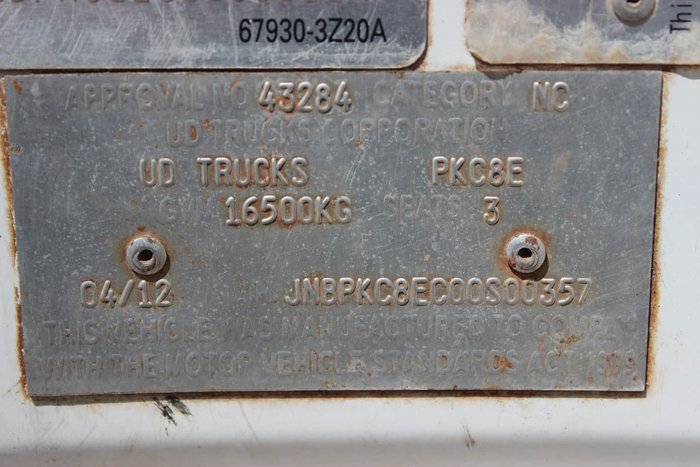 67930-3Z20A
Thi
APPROVAL NO 43284 CATEGORY NC
UD TRUCKS CORPORATION
UD TRUCKS PKC8E
GVM 16500KG SEATS 3
04/12 JNBPKC8EC00S00357
THIS VEHICLE WAS MANUFACTURED TO COMPLY
WITH THE MOTOR VEHICLE STANDARDS ACT 1989